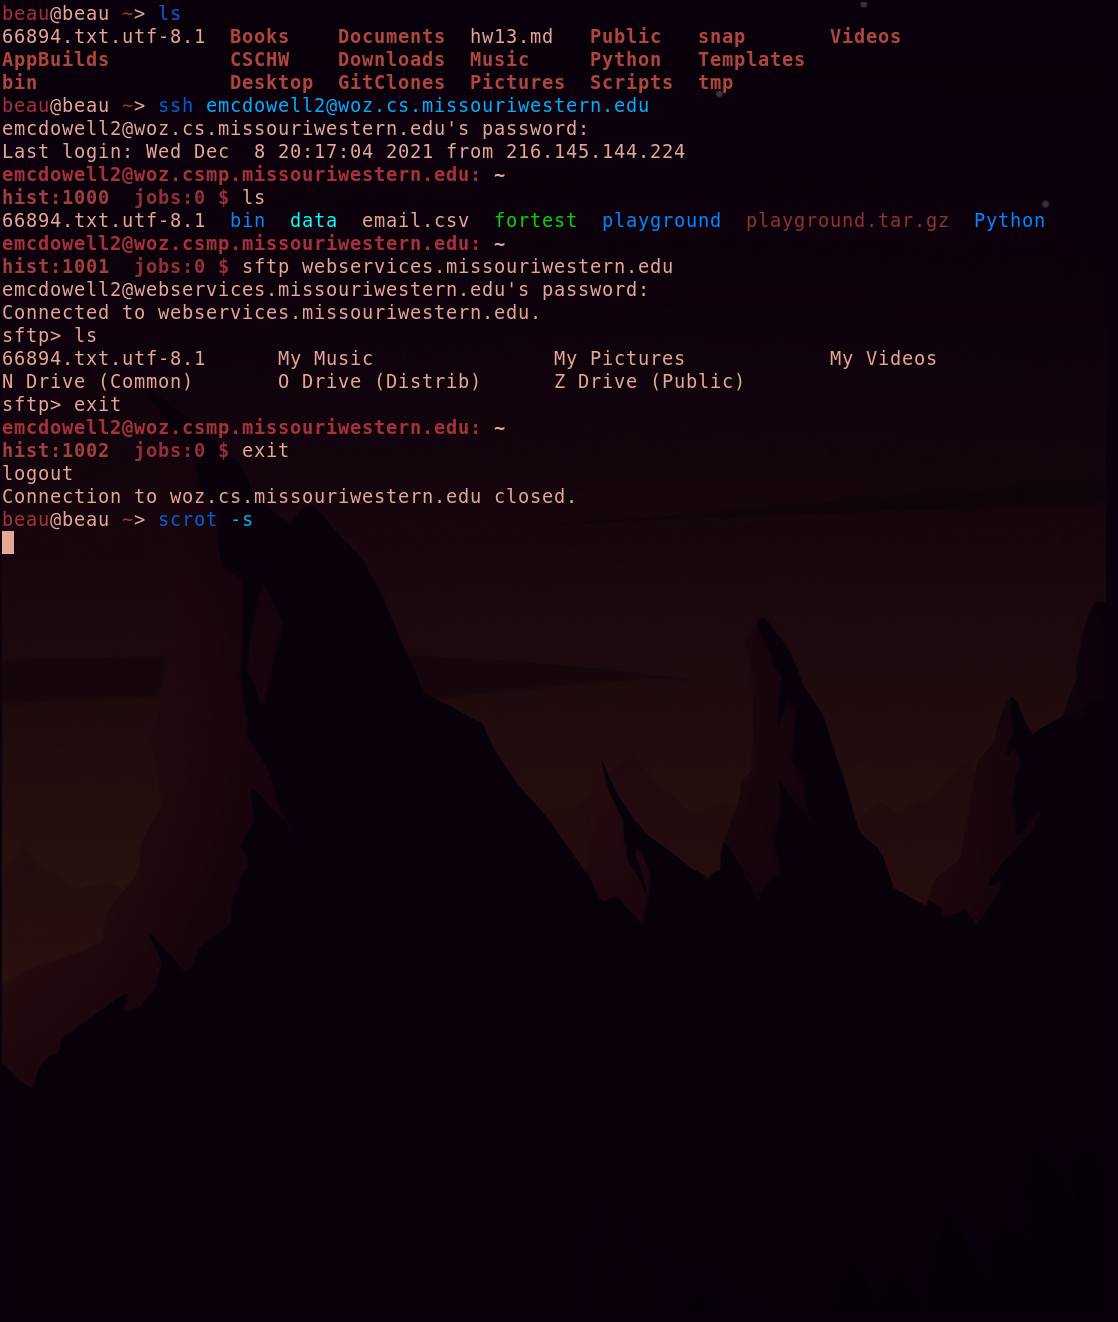 beau@beau ~> ls
66894.txt.utf-8.1  Books    Documents  hw13.md   Public   snap       Videos
AppBuilds          CSCHW    Downloads  Music     Python   Templates
bin                Desktop  GitClones  Pictures  Scripts  tmp
beau@beau ~> ssh emcdowell2@woz.cs.missouriwestern.edu
emcdowell2@woz.cs.missouriwestern.edu's password:
Last login: Wed Dec  8 20:17:04 2021 from 216.145.144.224
emcdowell2@woz.csmp.missouriwestern.edu: ~
hist:1000  jobs:0 $ ls
66894.txt.utf-8.1  bin  data  email.csv  fortest  playground  playground.tar.gz  Python
emcdowell2@woz.csmp.missouriwestern.edu: ~
hist:1001  jobs:0 $ sftp webservices.missouriwestern.edu
emcdowell2@webservices.missouriwestern.edu's password:
Connected to webservices.missouriwestern.edu.
sftp> ls
66894.txt.utf-8.1      My Music               My Pictures            My Videos
N Drive (Common)       O Drive (Distrib)      Z Drive (Public)
sftp> exit
emcdowell2@woz.csmp.missouriwestern.edu: ~
hist:1002  jobs:0 $ exit
logout
Connection to woz.cs.missouriwestern.edu closed.
beau@beau ~> scrot -s